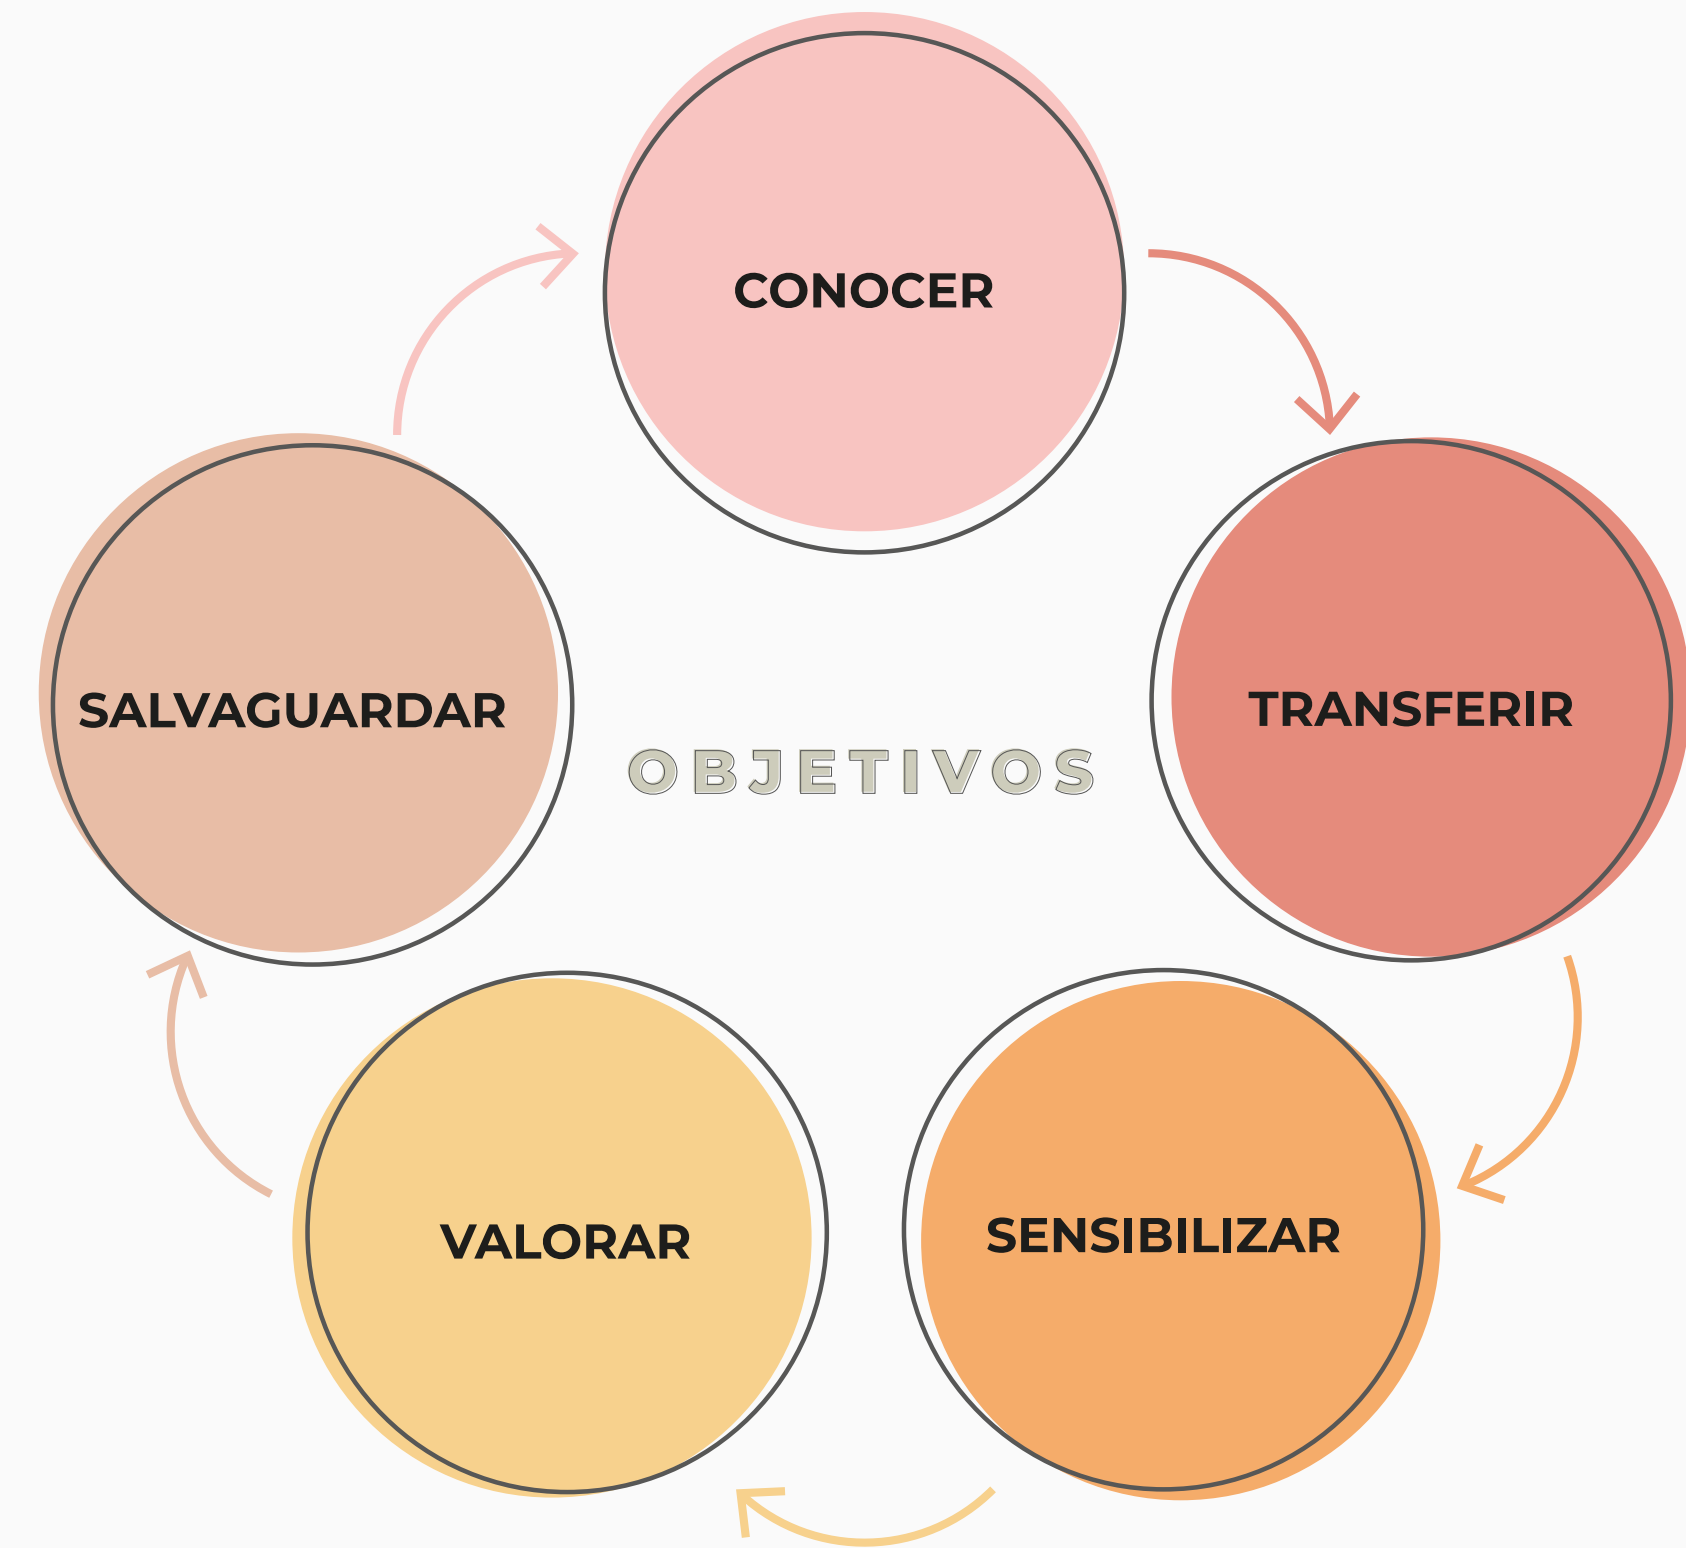 CONOCER
TRANSFERIR
SENSIBILIZAR
VALORAR
SALVAGUARDAR
OBJETIVOS